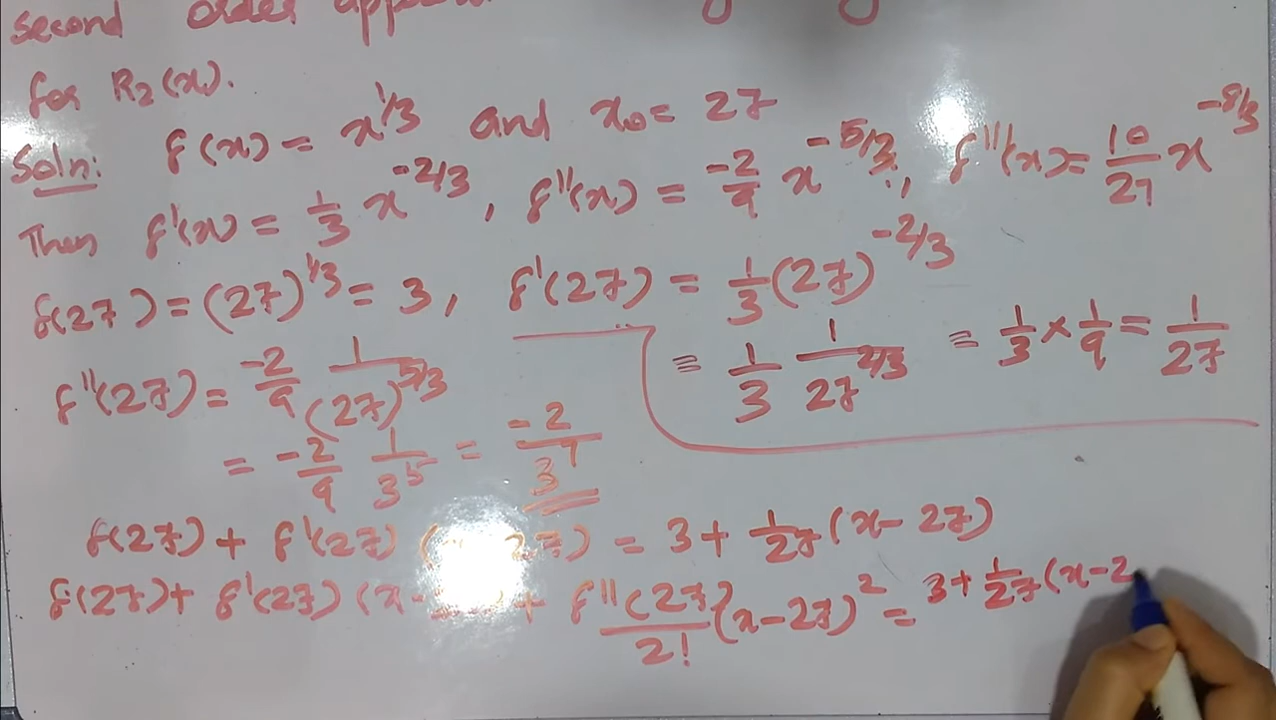 second order
for R₂(x).
Soln: f(x) = x^1/3 and x₀ = 27
Then f'(x) = 1/3 x^-2/3, f''(x) = -2/9 x^-5/3, f'''(x) = 10/27 x^-8/3
f(27) = (27)^1/3 = 3, f'(27) = 1/3 (27)^-2/3
= 1/3 1/27^2/3 = 1/3 × 1/9 = 1/27
f''(27) = -2/9 1/(27)^5/3
= -2/9 1/3^5 = -2/3^7
f(27) + f'(27) ( 27) = 3 + 1/27 (x - 27)
f(27) + f'(27) (x - + f''(27)/2! (x - 27)^2 = 3 + 1/27 (x - 2